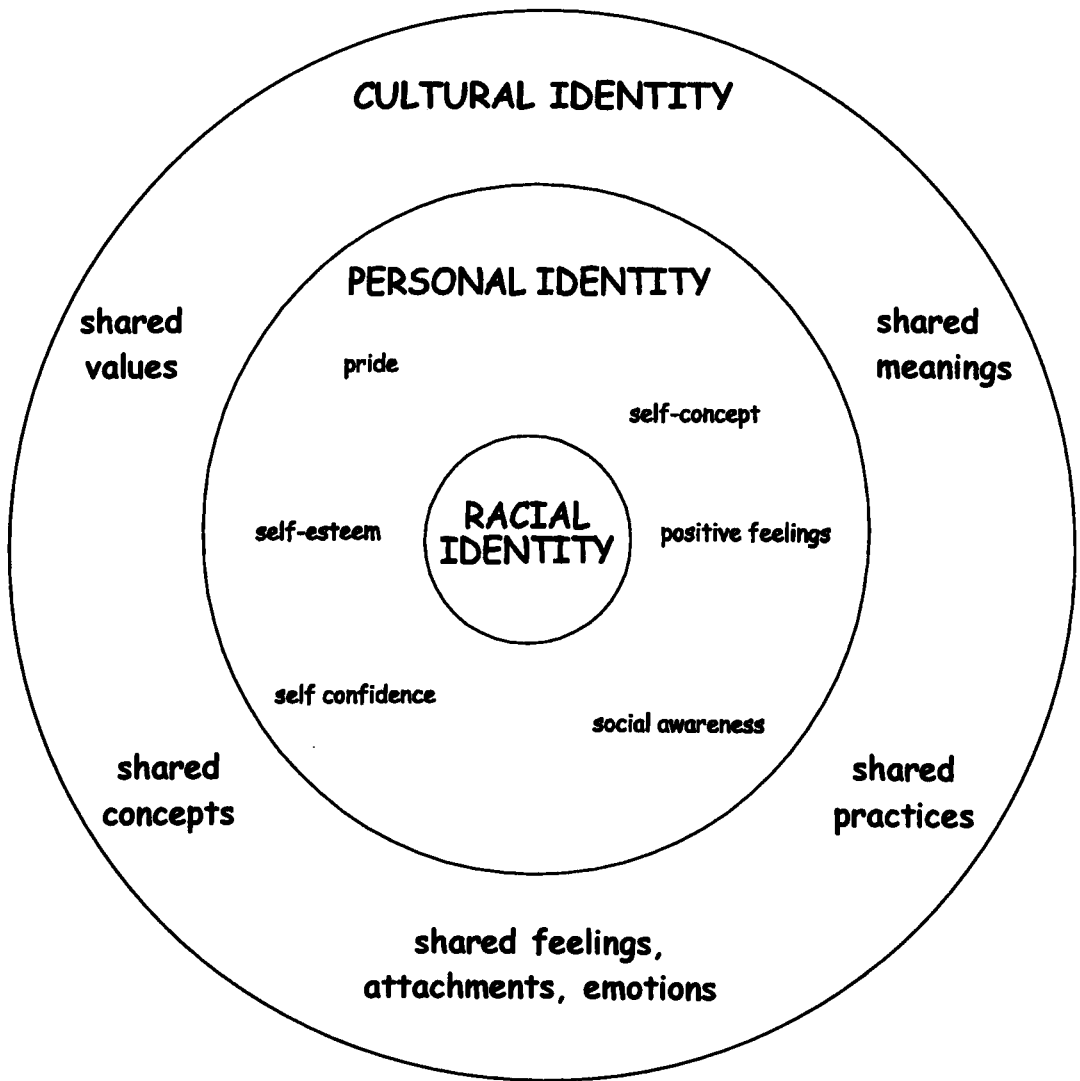 CULTURAL IDENTITY
PERSONAL IDENTITY
shared
values
shared
meanings
pride
self-concept
RACIAL
IDENTITY
self-esteem
positive feelings
self confidence
social awareness
shared
concepts
shared
practices
shared feelings,
attachments, emotions